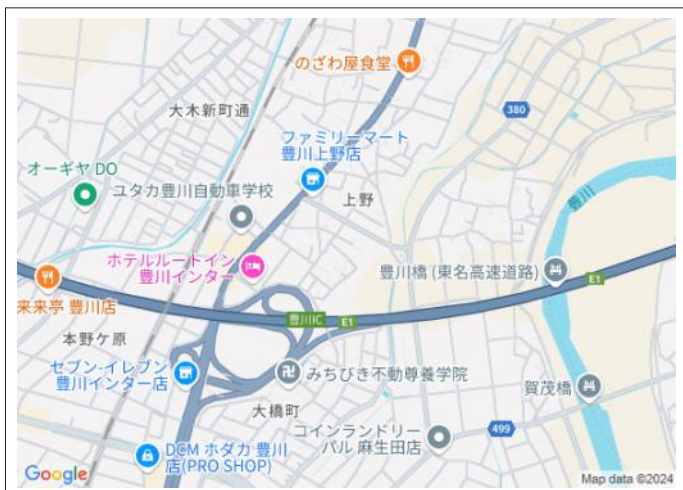 のざわ屋食堂
大木新町通
380
ファミリーマート
豊川上野店
オーギヤ DO
ユタカ豊川自動車学校
上野
豊川
ホテルルートイン
豊川インター
豊川橋 (東名高速道路)
E1
来来亭 豊川店
豊川IC
E1
本野ケ原
セブン-イレブン
豊川インター店
みちびき不動尊養学院
賀茂橋
大橋町
コインランドリー
パル 麻生田店
499
DCM ホダカ 豊川
店(PRO SHOP)
Google
Map data ©2024